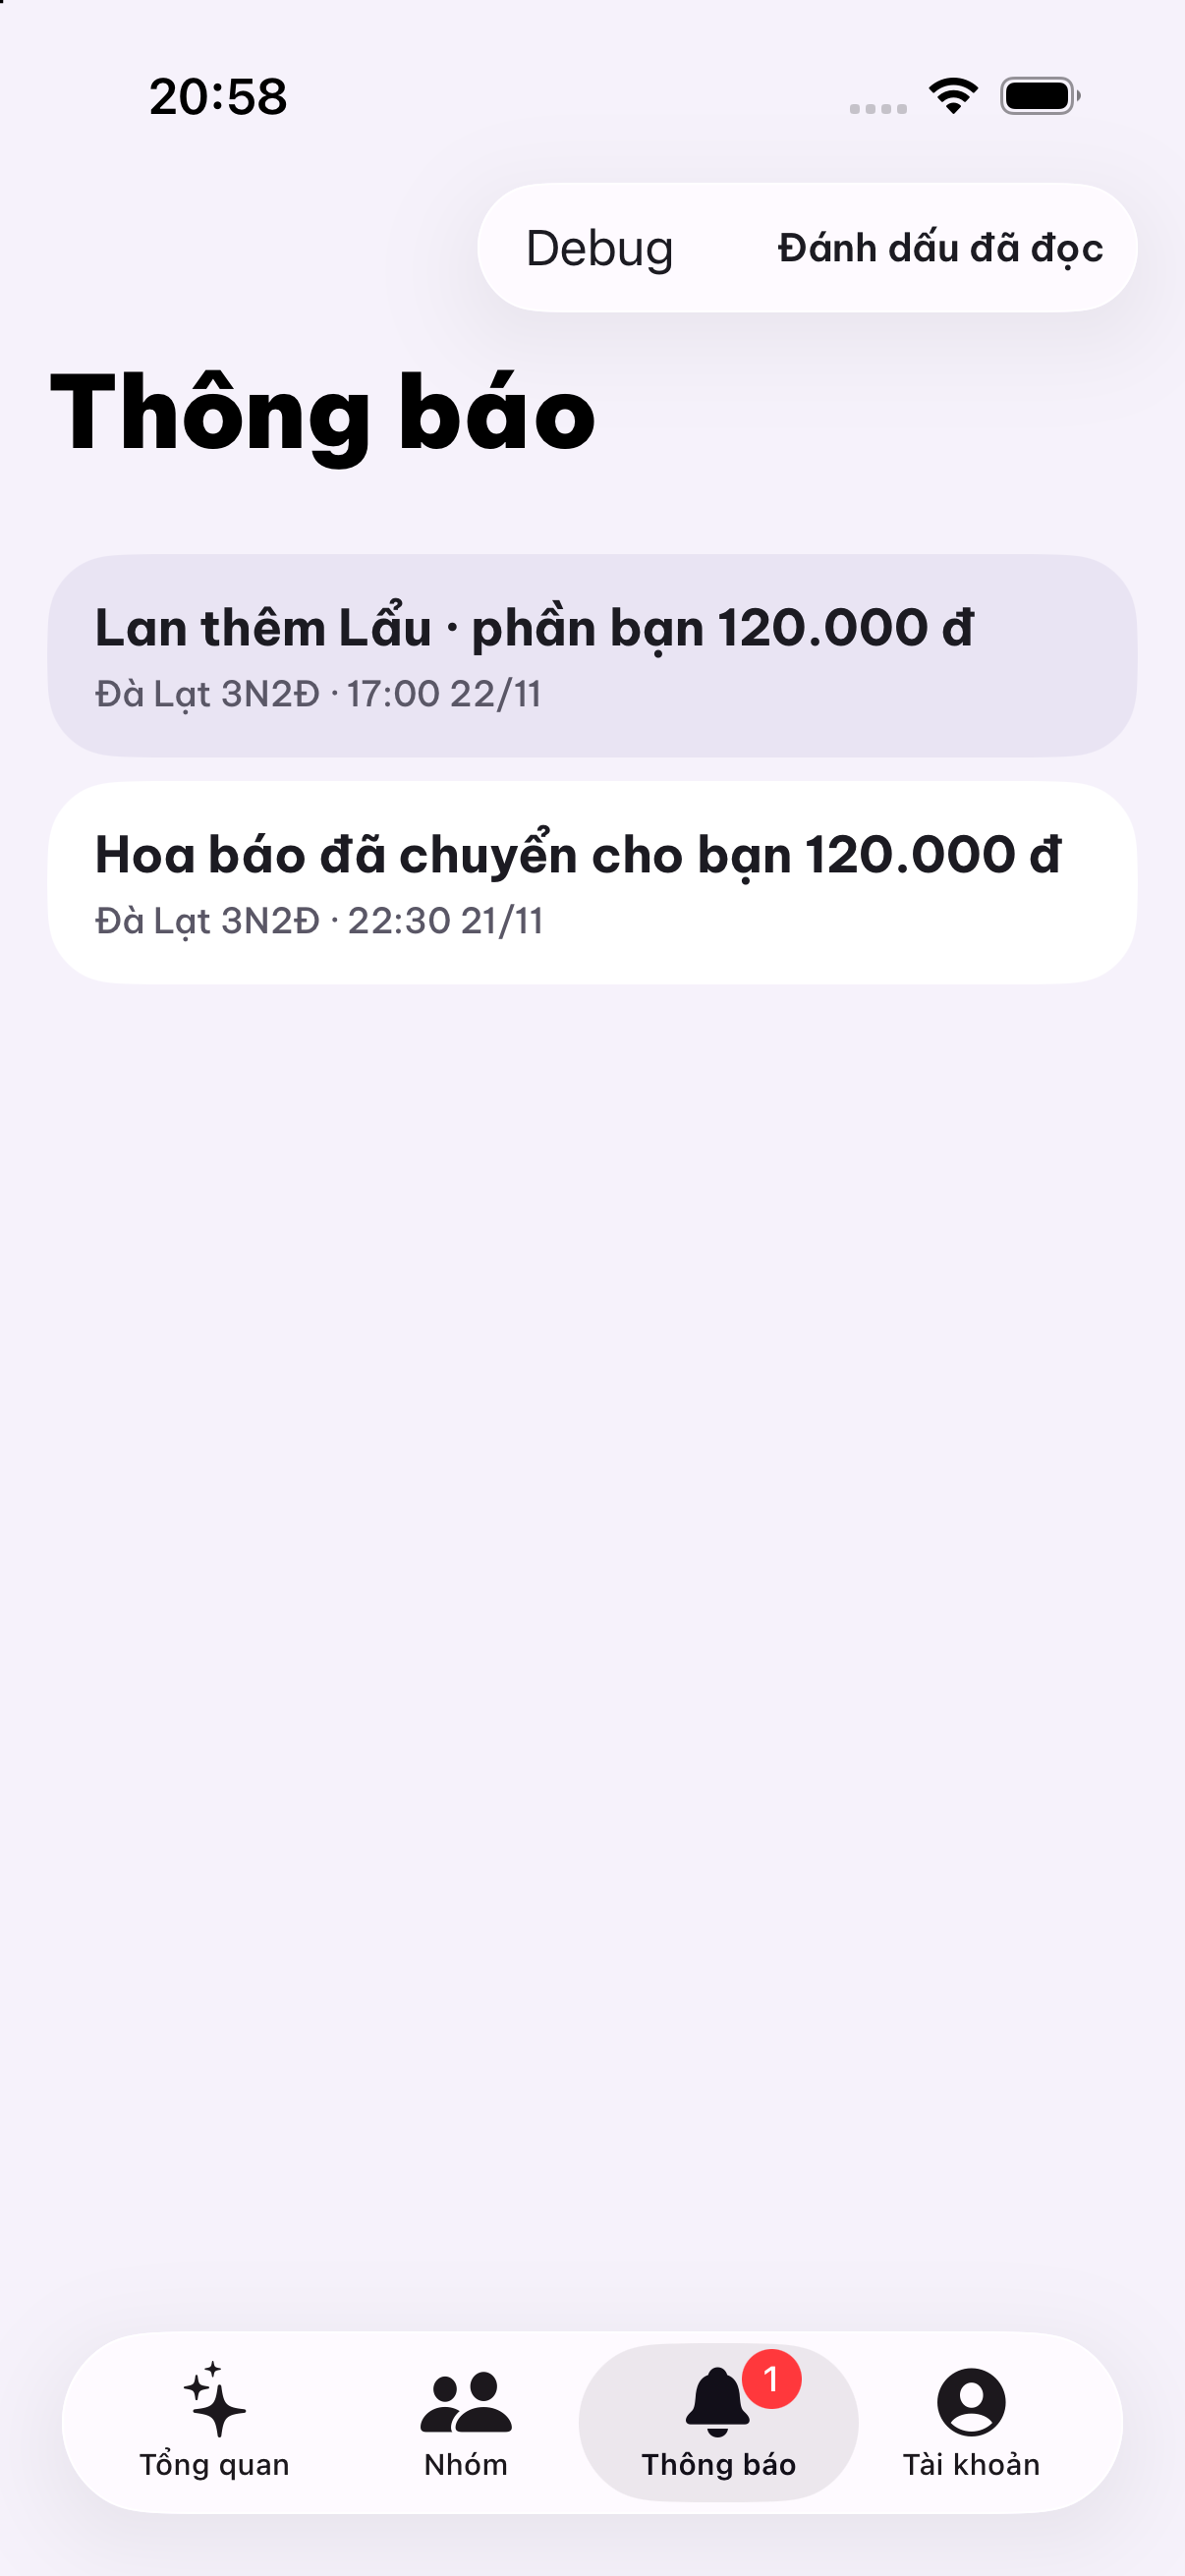 20:58
Debug
Đánh dấu đã đọc
Thông báo
Lan thêm Lẩu · phần bạn 120.000 đ
Đà Lạt 3N2Đ · 17:00 22/11
Hoa báo đã chuyển cho bạn 120.000 đ
Đà Lạt 3N2Đ · 22:30 21/11
1
Tổng quan
Nhóm
Thông báo
Tài khoản